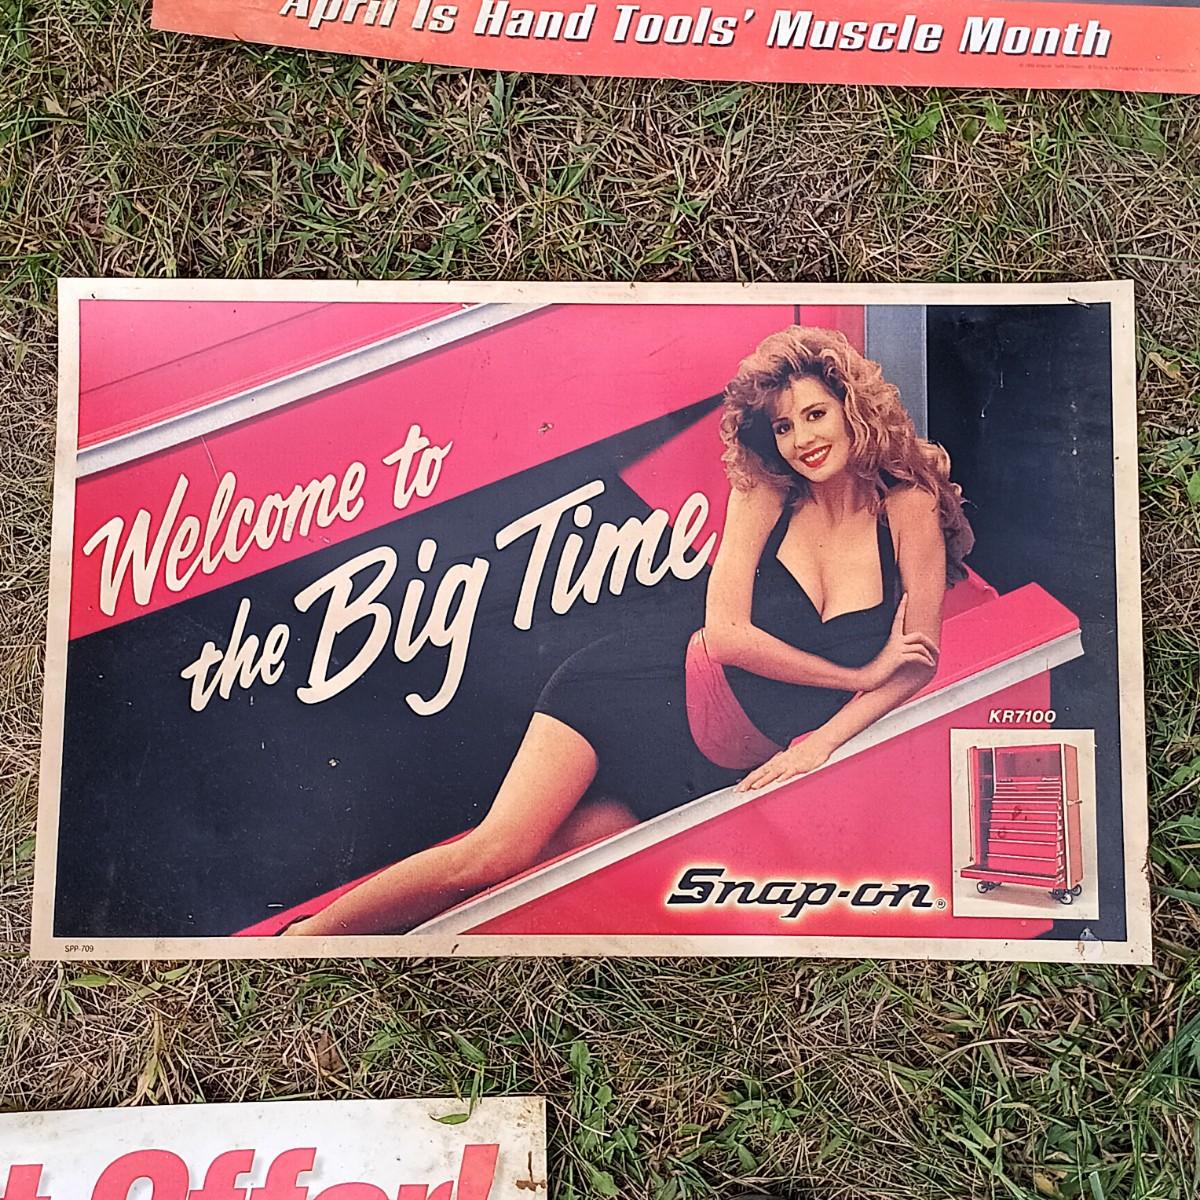 April Is Hand Tools' Muscle Month
Welcome to
the Big Time
KR7100
Snap-on®
SPP-709
Offer!